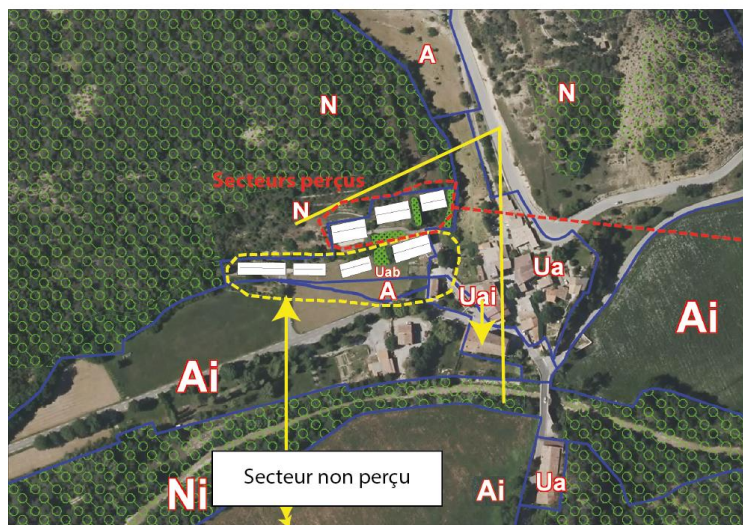 A
N
N
Secteurs perçus
N
Uab
A
Ua
Uai
Ai
Ai
Secteur non perçu
Ni
Ai
Ua